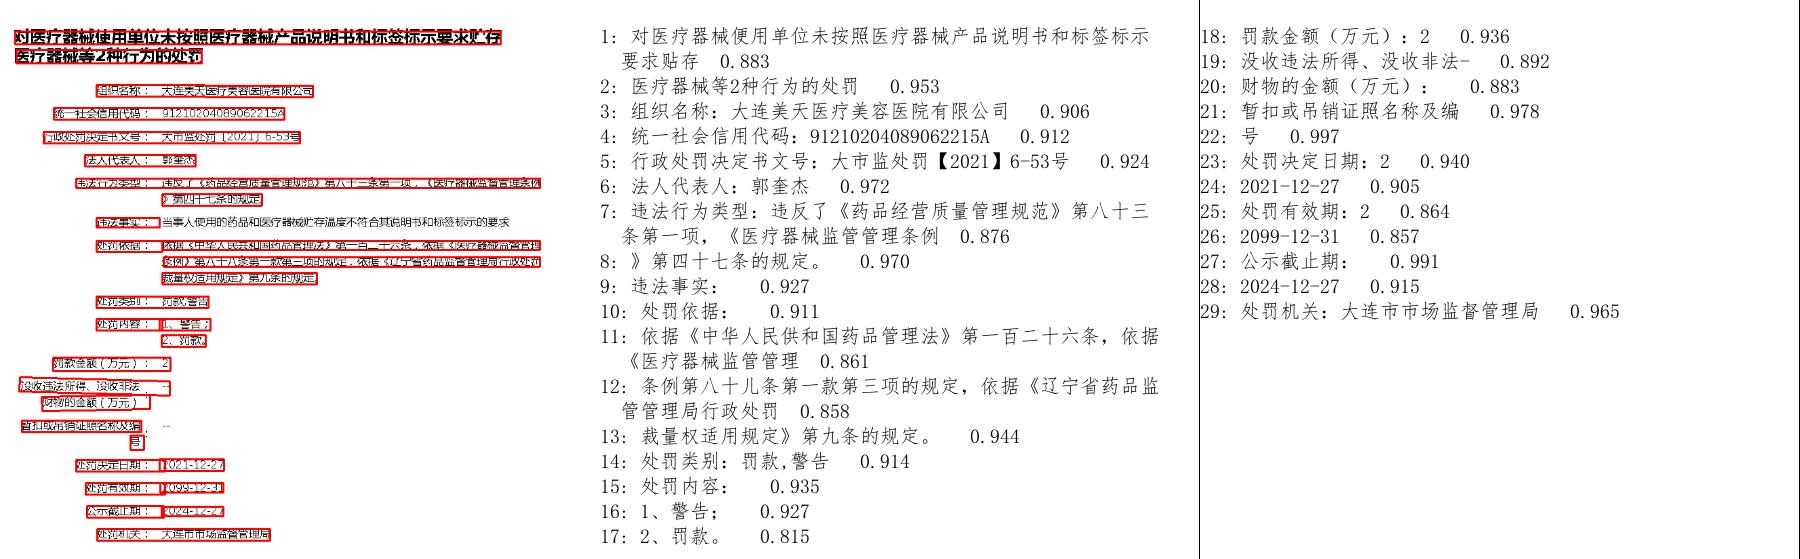 对医疗器械使用单位未按照医疗器械产品说明书和标签标示要求贮存
医疗器械等2种行为的处罚
组织名称： 大连美天医疗美容医院有限公司
统一社会信用代码： 91210204089062215A
行政处罚决定书文号： 大市监处罚〔2021〕6-53号
法人代表人： 郭奎杰
违法行为类型： 违反了《药品经营质量管理规范》第八十三条第一项，《医疗器械监督管理条例
》第四十七条的规定。
违法事实： 当事人使用的药品和医疗器械贮存温度不符合其说明书和标签标示的要求
处罚依据： 依据《中华人民共和国药品管理法》第一百二十六条，依据《医疗器械监督管理
条例》第八十八条第一款第三项的规定，依据《辽宁省药品监督管理局行政处罚
裁量权适用规定》第九条的规定。
处罚类别： 罚款,警告
处罚内容： 1、警告；
2、罚款。
罚款金额（万元）： 2
没收违法所得、没收非法 --
财物的金额（万元）：
暂扣或吊销证照名称及编 --
号：
处罚决定日期： 2021-12-27
处罚有效期： 2099-12-31
公示截止期： 2024-12-27
处罚机关： 大连市市场监督管理局
1: 对医疗器械便用单位未按照医疗器械产品说明书和标签标示
要求贴存 0.883
2: 医疗器械等2种行为的处罚 0.953
3: 组织名称：大连美天医疗美容医院有限公司 0.906
4: 统一社会信用代码：91210204089062215A 0.912
5: 行政处罚决定书文号：大市监处罚【2021】6-53号 0.924
6: 法人代表人：郭奎杰 0.972
7: 违法行为类型：违反了《药品经营质量管理规范》第八十三
条第一项，《医疗器械监管管理条例 0.876
8: 》第四十七条的规定。 0.970
9: 违法事实： 0.927
10: 处罚依据： 0.911
11: 依据《中华人民供和国药品管理法》第一百二十六条，依据
《医疗器械监管管理 0.861
12: 条例第八十儿条第一款第三项的规定，依据《辽宁省药品监
管管理局行政处罚 0.858
13: 裁量权适用规定》第九条的规定。 0.944
14: 处罚类别：罚款,警告 0.914
15: 处罚内容： 0.935
16: 1、警告； 0.927
17: 2、罚款。 0.815
18: 罚款金额（万元）：2 0.936
19: 没收违法所得、没收非法- 0.892
20: 财物的金额（万元）： 0.883
21: 暂扣或吊销证照名称及编 0.978
22: 号 0.997
23: 处罚决定日期：2 0.940
24: 2021-12-27 0.905
25: 处罚有效期：2 0.864
26: 2099-12-31 0.857
27: 公示截止期： 0.991
28: 2024-12-27 0.915
29: 处罚机关：大连市市场监督管理局 0.965